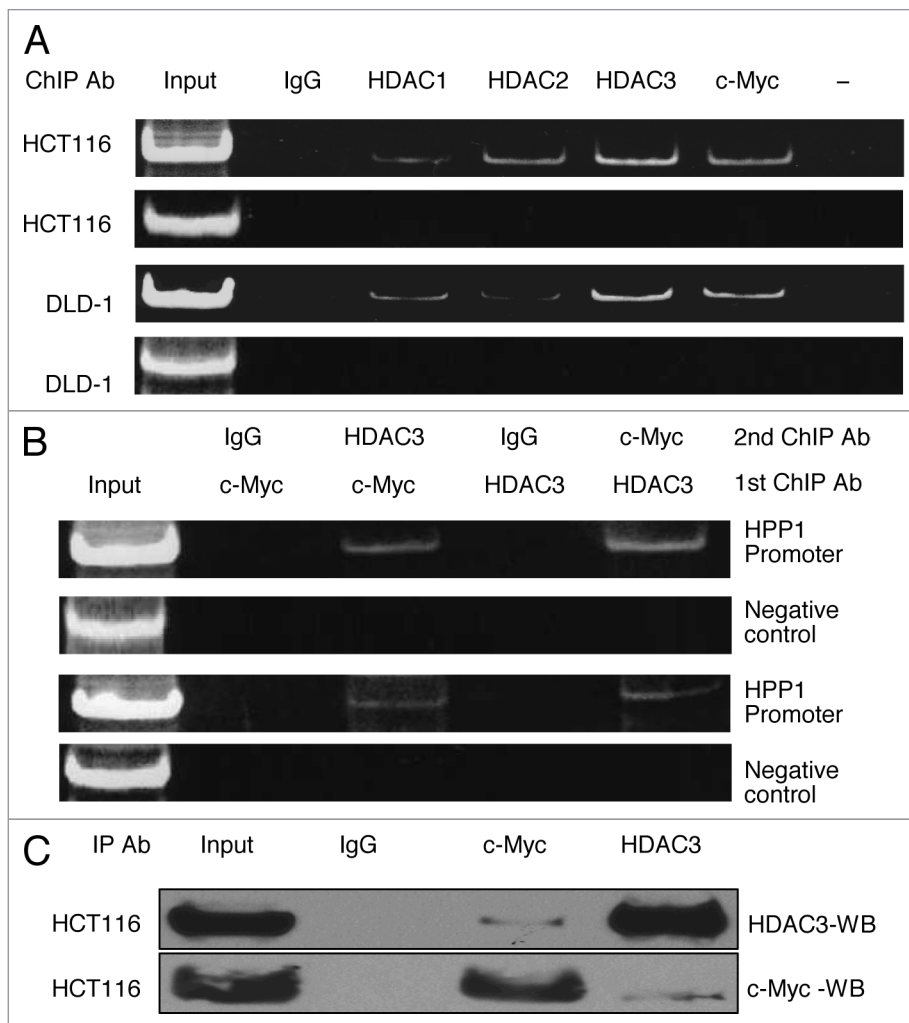 A
ChIP Ab Input IgG HDAC1 HDAC2 HDAC3 c-Myc –
HCT116
HCT116
DLD-1
DLD-1
B
IgG HDAC3 IgG c-Myc 2nd ChIP Ab
Input c-Myc c-Myc HDAC3 HDAC3 1st ChIP Ab
HPP1
Promoter
Negative
control
HPP1
Promoter
Negative
control
C
IP Ab Input IgG c-Myc HDAC3
HCT116 HDAC3-WB
HCT116 c-Myc -WB